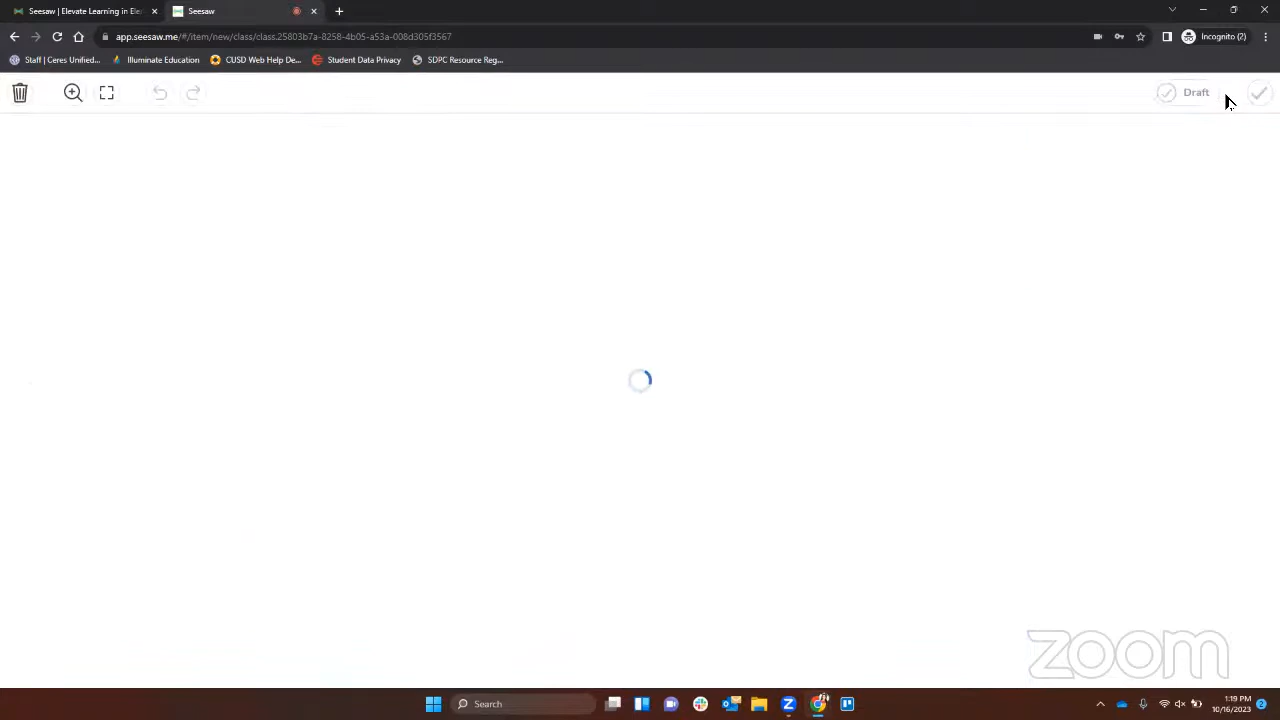 Seesaw | Elevate Learning in Ele
Seesaw
app.seesaw.me/#/item/new/class/class.25803b7a-8258-4b05-a53a-008d305f3567
Incognito (2)
Staff | Ceres Unified...
Illuminate Education
CUSD Web Help De...
Student Data Privacy
SDPC Resource Reg...
Draft
zoom
Search
1:19 PM
10/16/2023
2